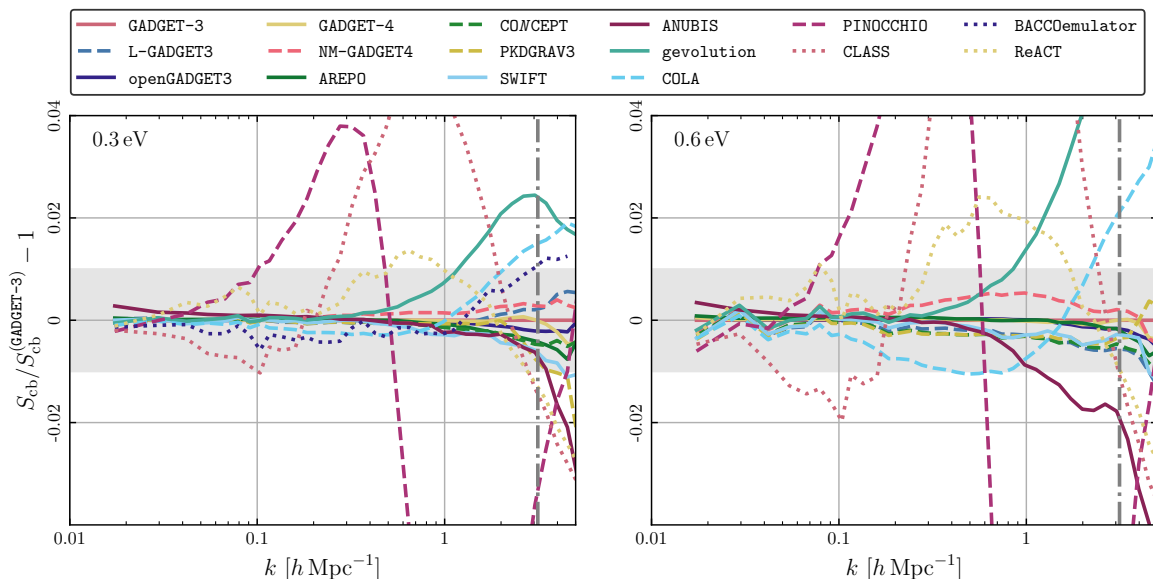 GADGET-3 GADGET-4 CONCEPT ANUBIS PINOCCHIO BACCOemulator
L-GADGET3 NM-GADGET4 PKDGRAV3 gevolution CLASS ReACT
openGADGET3 AREPO SWIFT COLA
0.3 eV
0.6 eV
0.04
0.02
0
-0.02
S_cb/S_cb^(GADGET-3) − 1
0.04
0.02
0
-0.02
0.01 0.1 1
0.01 0.1 1
k [h Mpc⁻¹]
k [h Mpc⁻¹]